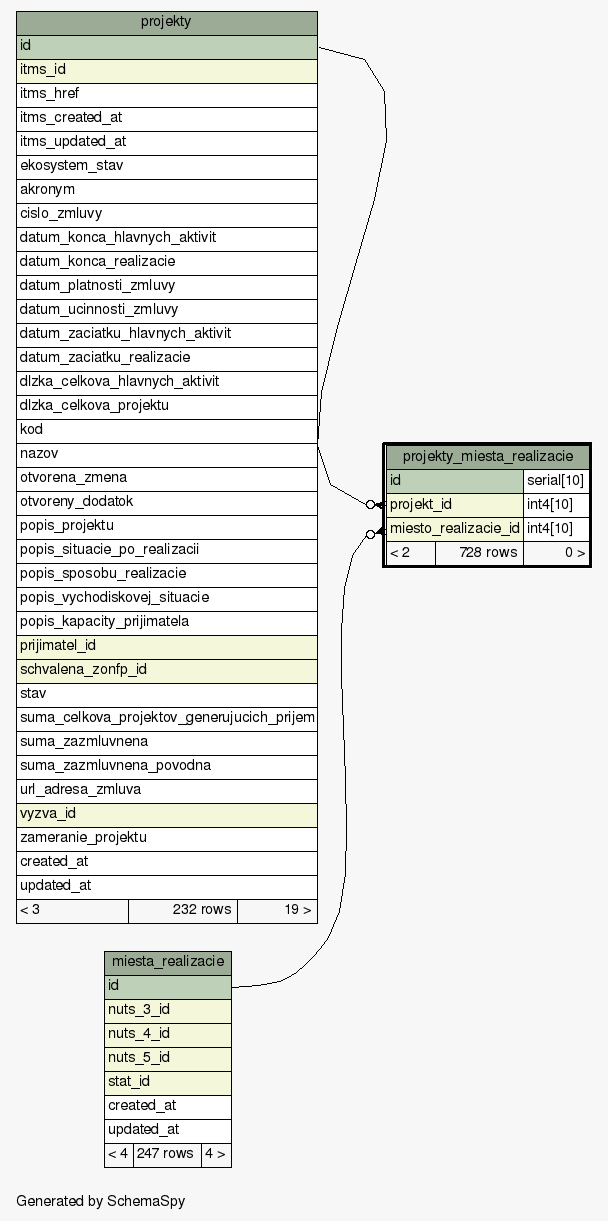 projekty
id
itms_id
itms_href
itms_created_at
itms_updated_at
ekosystem_stav
akronym
cislo_zmluvy
datum_konca_hlavnych_aktivit
datum_konca_realizacie
datum_platnosti_zmluvy
datum_ucinnosti_zmluvy
datum_zaciatku_hlavnych_aktivit
datum_zaciatku_realizacie
dlzka_celkova_hlavnych_aktivit
dlzka_celkova_projektu
kod
nazov
otvorena_zmena
otvoreny_dodatok
popis_projektu
popis_situacie_po_realizacii
popis_sposobu_realizacie
popis_vychodiskovej_situacie
popis_kapacity_prijimatela
prijimatel_id
schvalena_zonfp_id
stav
suma_celkova_projektov_generujucich_prijem
suma_zazmluvnena
suma_zazmluvnena_povodna
url_adresa_zmluva
vyzva_id
zameranie_projektu
created_at
updated_at
< 3 232 rows 19 >
projekty_miesta_realizacie
id serial[10]
projekt_id int4[10]
miesto_realizacie_id int4[10]
< 2 728 rows 0 >
miesta_realizacie
id
nuts_3_id
nuts_4_id
nuts_5_id
stat_id
created_at
updated_at
< 4 247 rows 4 >
Generated by SchemaSpy